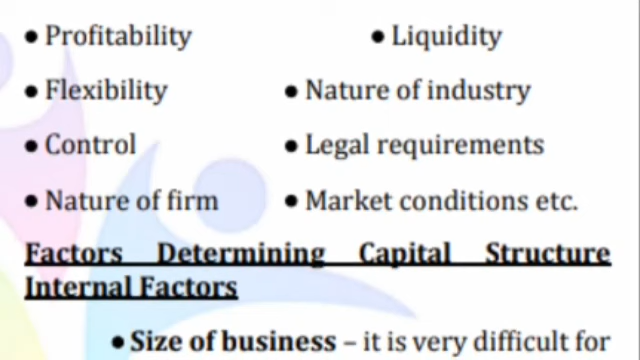 ● Profitability ● Liquidity
● Flexibility ● Nature of industry
● Control ● Legal requirements
● Nature of firm ● Market conditions etc.
Factors Determining Capital Structure
Internal Factors
● Size of business – it is very difficult for